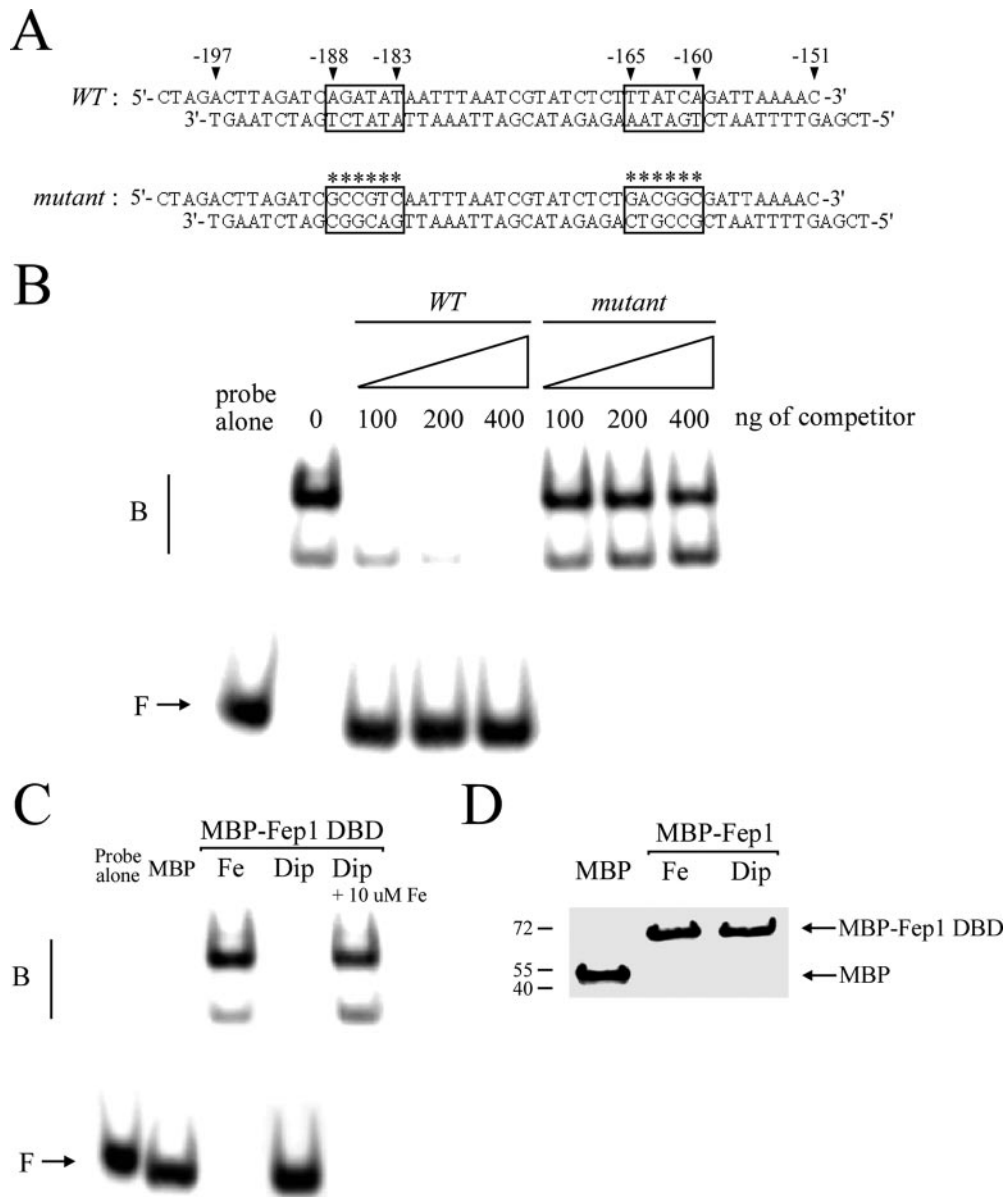 A
-197 -188 -183 -165 -160 -151
WT : 5'-CTAGACTTAGATCAGATATAATTTAATCGTATCTCTTTATCAGATTAAAAC-3'
3'-TGAATCTAGTCTATATTAAATTAGCATAGAGAAATAGTCTAATTTTGAGCT-5'
************
mutant : 5'-CTAGACTTAGATCGCCGTCAATTTAATCGTATCTCTGACGGCGATTAAAAC-3'
3'-TGAATCTAGCGGCAGTTAAATTAGCATAGAGACTGCCGCTAATTTTGAGCT-5'
B
WT mutant
probe
alone 0 100 200 400 100 200 400 ng of competitor
B
F
C
MBP-Fep1 DBD
Probe
alone MBP Fe Dip Dip
+ 10 uM Fe
B
F
D
MBP-Fep1
MBP Fe Dip
72 MBP-Fep1 DBD
55 MBP
40